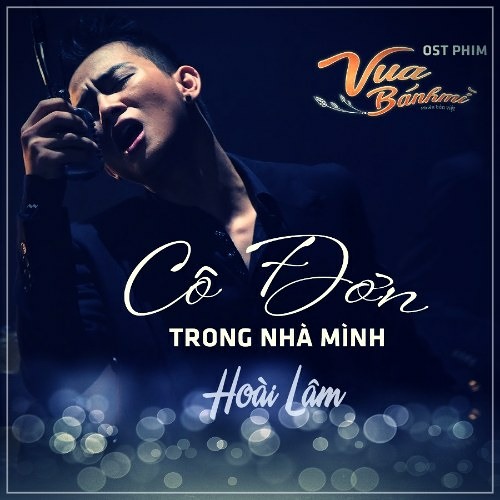 OST PHIM
Vua
Bánh mì
Cô Đơn
TRONG NHÀ MÌNH
Hoài Lâm